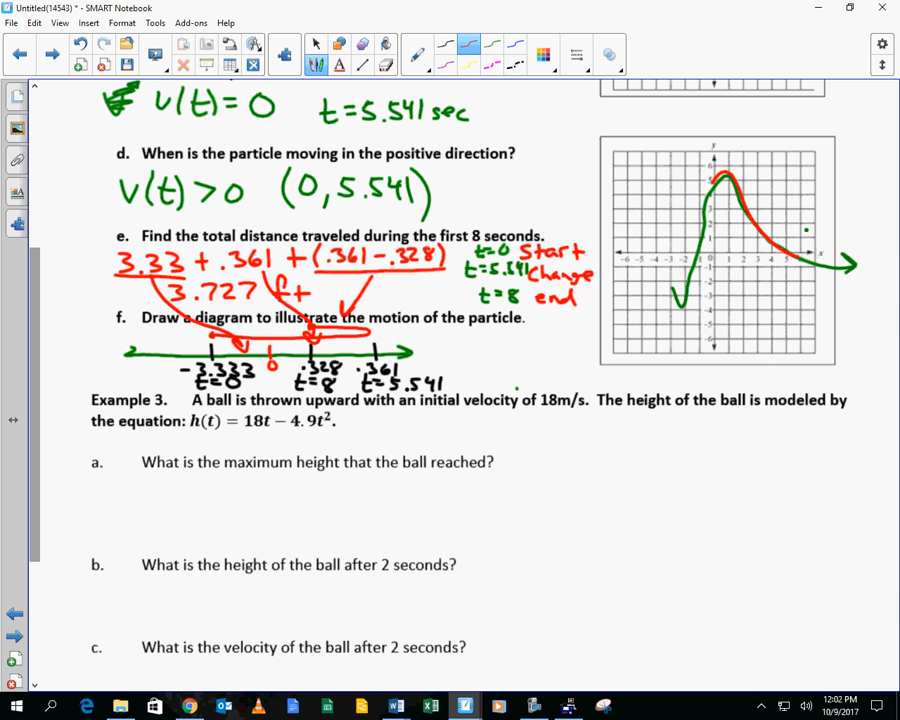 Untitled(14543) * - SMART Notebook
File Edit View Insert Format Tools Add-ons Help
v(t) = 0 t=5.541 sec
d. When is the particle moving in the positive direction?
v(t) > 0 (0, 5.541)
e. Find the total distance traveled during the first 8 seconds.
3.33 + .361 + (.361 - .328)
t=0 start
t=5.541 change
3.727 ft
t=8 end
f. Draw a diagram to illustrate the motion of the particle.
-3.333 0 .328 .361
t=0 t=8 t=5.541
Example 3. A ball is thrown upward with an initial velocity of 18m/s. The height of the ball is modeled by
the equation: h(t) = 18t − 4.9t².
a. What is the maximum height that the ball reached?
b. What is the height of the ball after 2 seconds?
c. What is the velocity of the ball after 2 seconds?
y
x
12:02 PM
10/9/2017